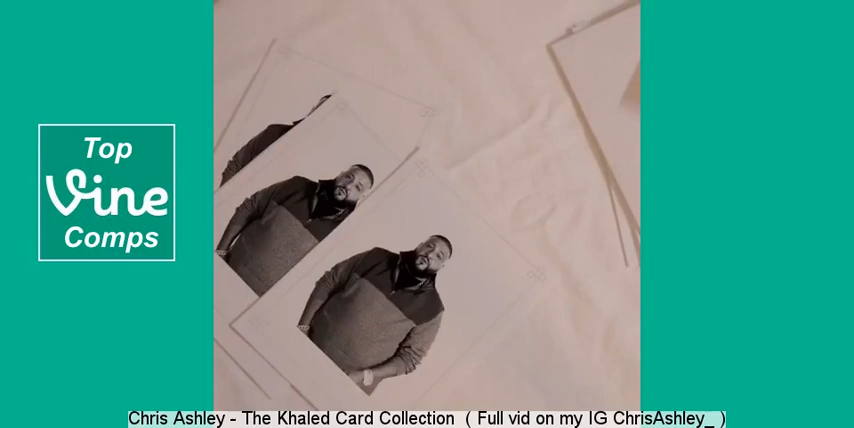 Top
Vine
Comps
Chris Ashley - The Khaled Card Collection ( Full vid on my IG ChrisAshley_ )